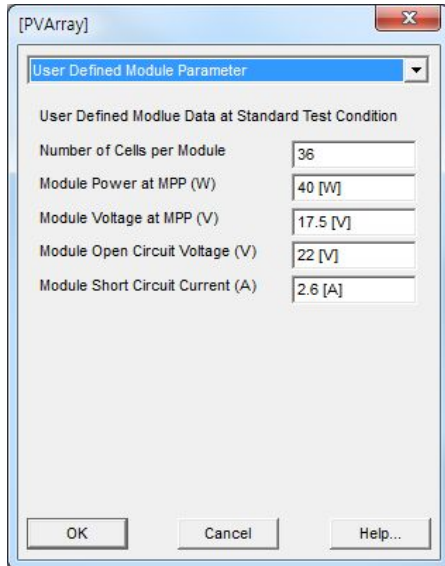 [PVArray]
User Defined Module Parameter
User Defined Modlue Data at Standard Test Condition
Number of Cells per Module 36
Module Power at MPP (W) 40 [W]
Module Voltage at MPP (V) 17.5 [V]
Module Open Circuit Voltage (V) 22 [V]
Module Short Circuit Current (A) 2.6 [A]
OK Cancel Help...